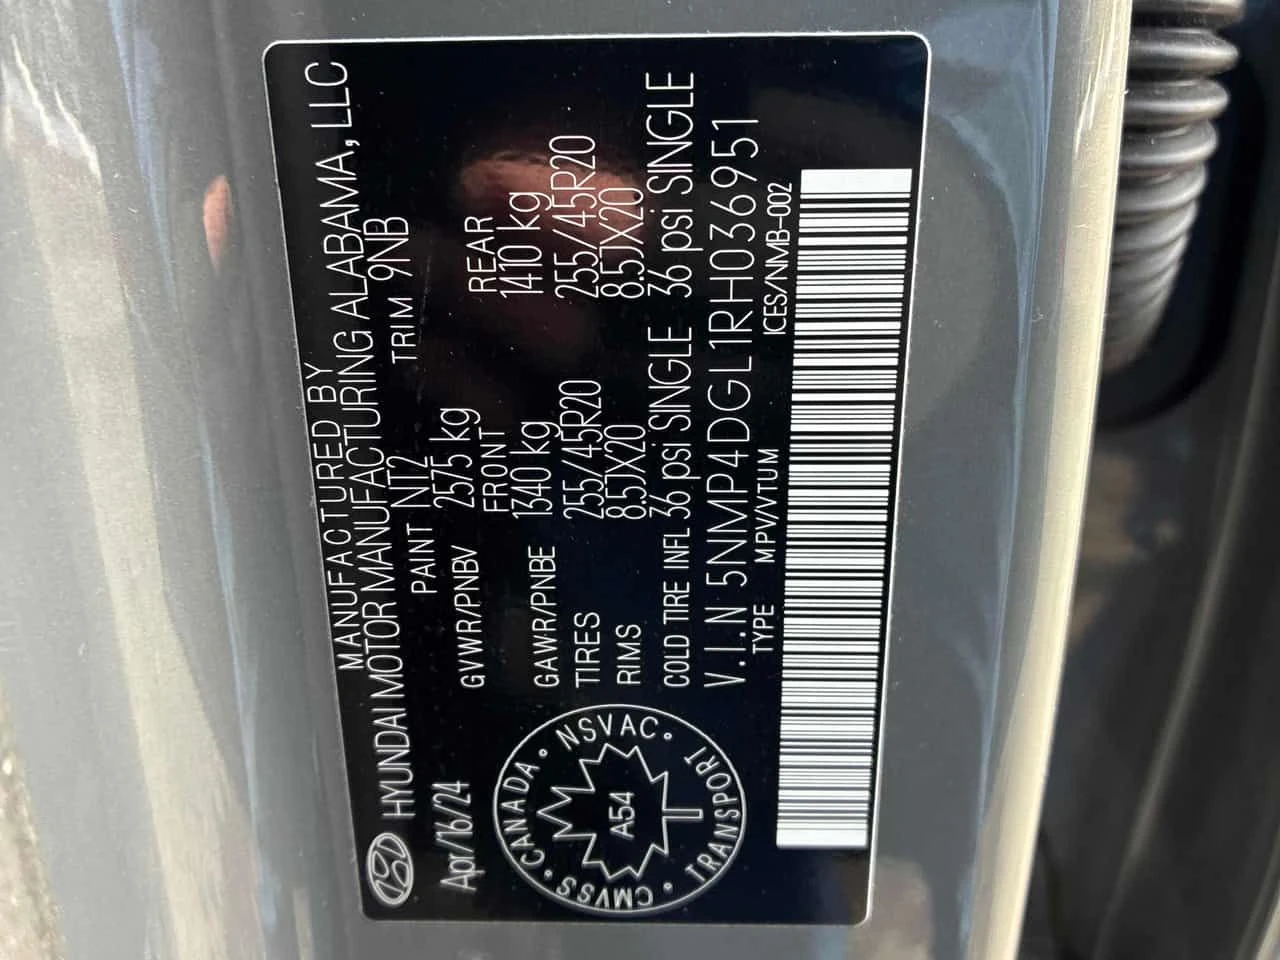 MANUFACTURED BY
HYUNDAI MOTOR MANUFACTURING ALABAMA, LLC
Apr/16/24 PAINT NT2 TRIM 9NB
GVWR/PNBV 2575 kg
FRONT REAR
GAWR/PNBE 1340 kg 1410 kg
TIRES 255/45R20 255/45R20
RIMS 8.5JX20 8.5JX20
COLD TIRE INFL 36 psi SINGLE 36 psi SINGLE
V.I.N 5NMP4DGL1RH036951
TYPE MPV/VTUM ICES/NMB-002
CANADA • NSVAC • TRANSPORT • CMVSS •
A54